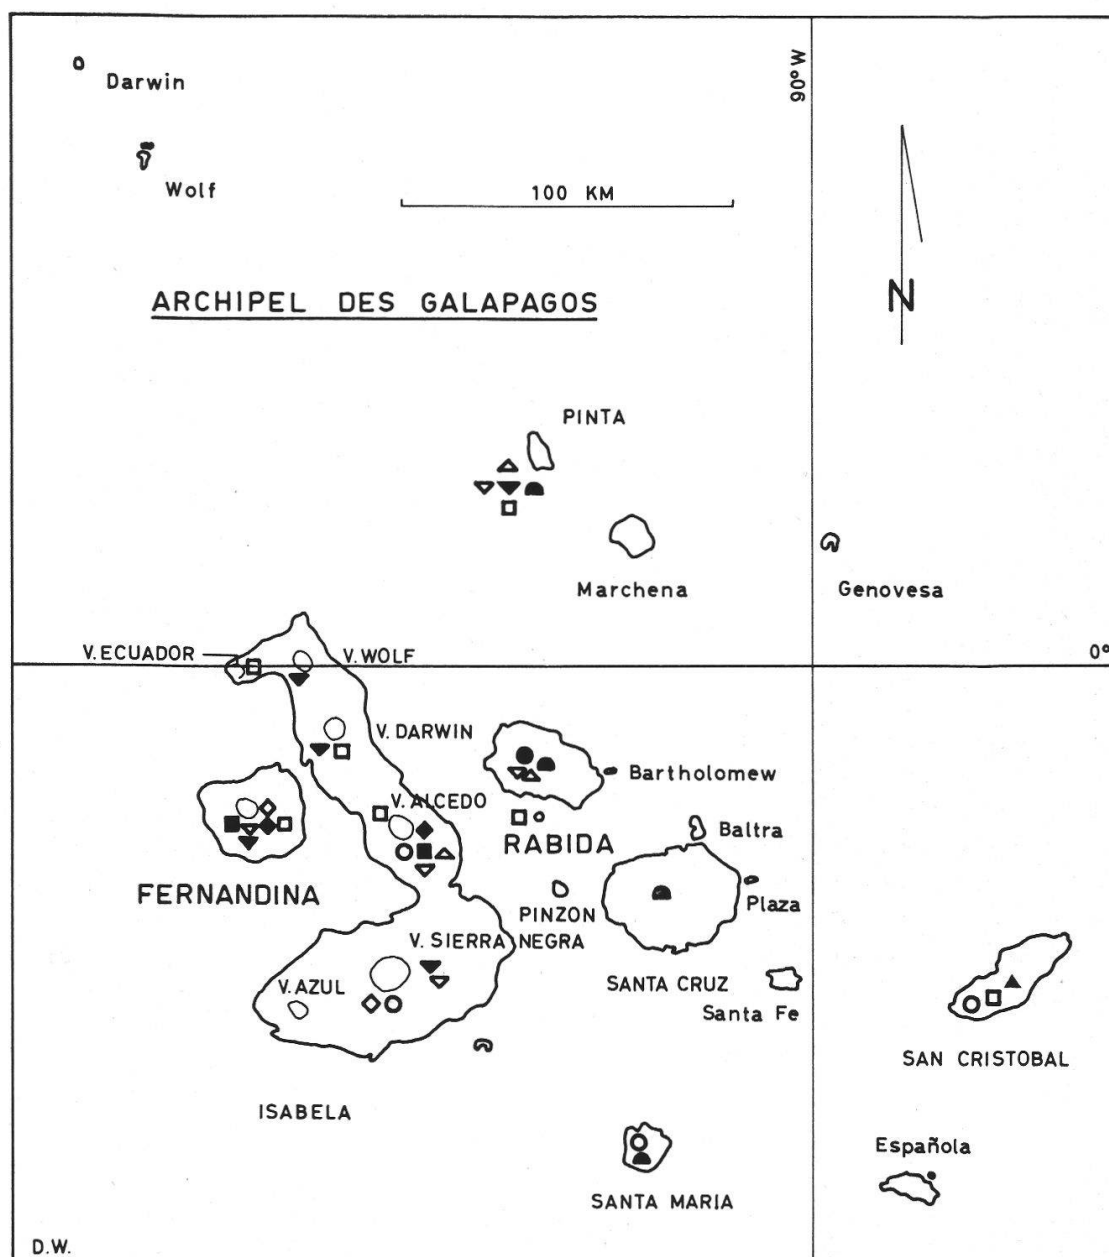 Darwin
90°W
Wolf
100 KM
ARCHIPEL DES GALAPAGOS
N
PINTA
Marchena
Genovesa
V.ECUADOR
V.WOLF
0°
V. DARWIN
Bartholomew
V. ALCEDO
Baltra
RABIDA
FERNANDINA
PINZON
Plaza
V. SIERRA NEGRA
V. AZUL
SANTA CRUZ
Santa Fe
SAN CRISTOBAL
ISABELA
Española
SANTA MARIA
D.W.